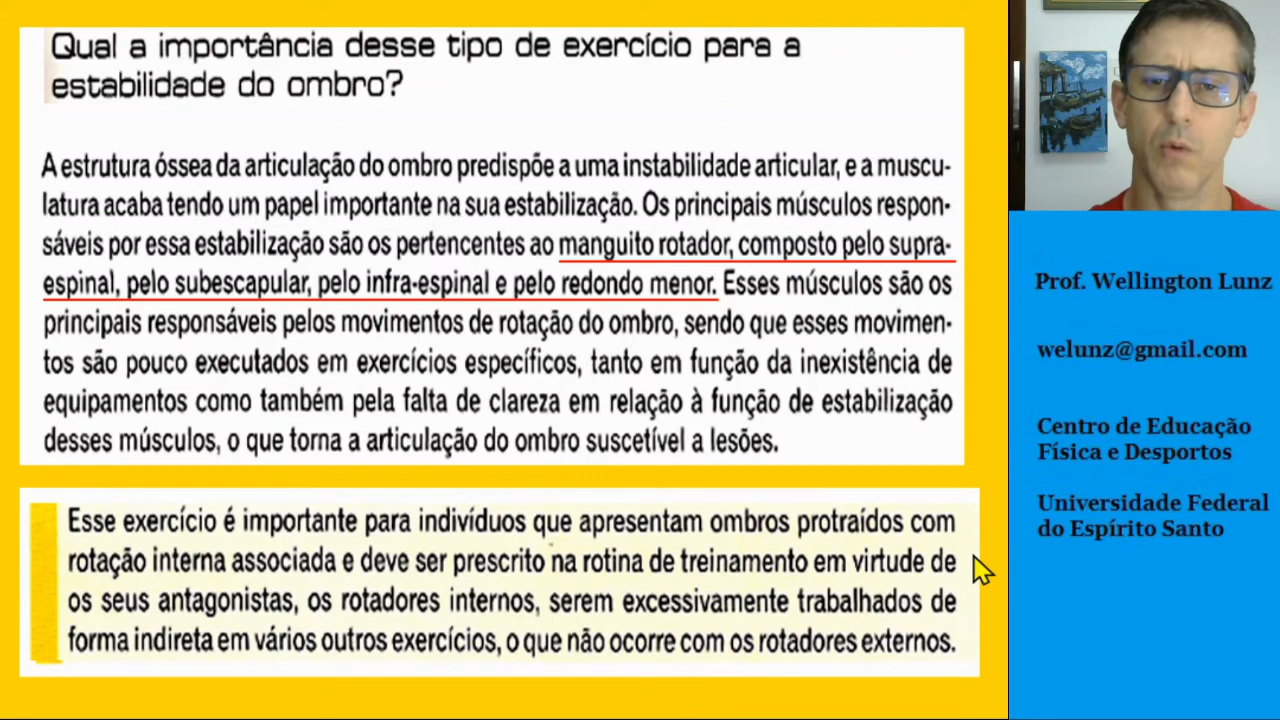 Qual a importância desse tipo de exercício para a
estabilidade do ombro?
A estrutura óssea da articulação do ombro predispõe a uma instabilidade articular, e a muscu-
latura acaba tendo um papel importante na sua estabilização. Os principais músculos respon-
sáveis por essa estabilização são os pertencentes ao manguito rotador, composto pelo supra-
espinal, pelo subescapular, pelo infra-espinal e pelo redondo menor. Esses músculos são os
principais responsáveis pelos movimentos de rotação do ombro, sendo que esses movimen-
tos são pouco executados em exercícios específicos, tanto em função da inexistência de
equipamentos como também pela falta de clareza em relação à função de estabilização
desses músculos, o que torna a articulação do ombro suscetível a lesões.
Esse exercício é importante para indivíduos que apresentam ombros protraídos com
rotação interna associada e deve ser prescrito na rotina de treinamento em virtude de
os seus antagonistas, os rotadores internos, serem excessivamente trabalhados de
forma indireta em vários outros exercícios, o que não ocorre com os rotadores externos.
Prof. Wellington Lunz
welunz@gmail.com
Centro de Educação
Física e Desportos
Universidade Federal
do Espírito Santo